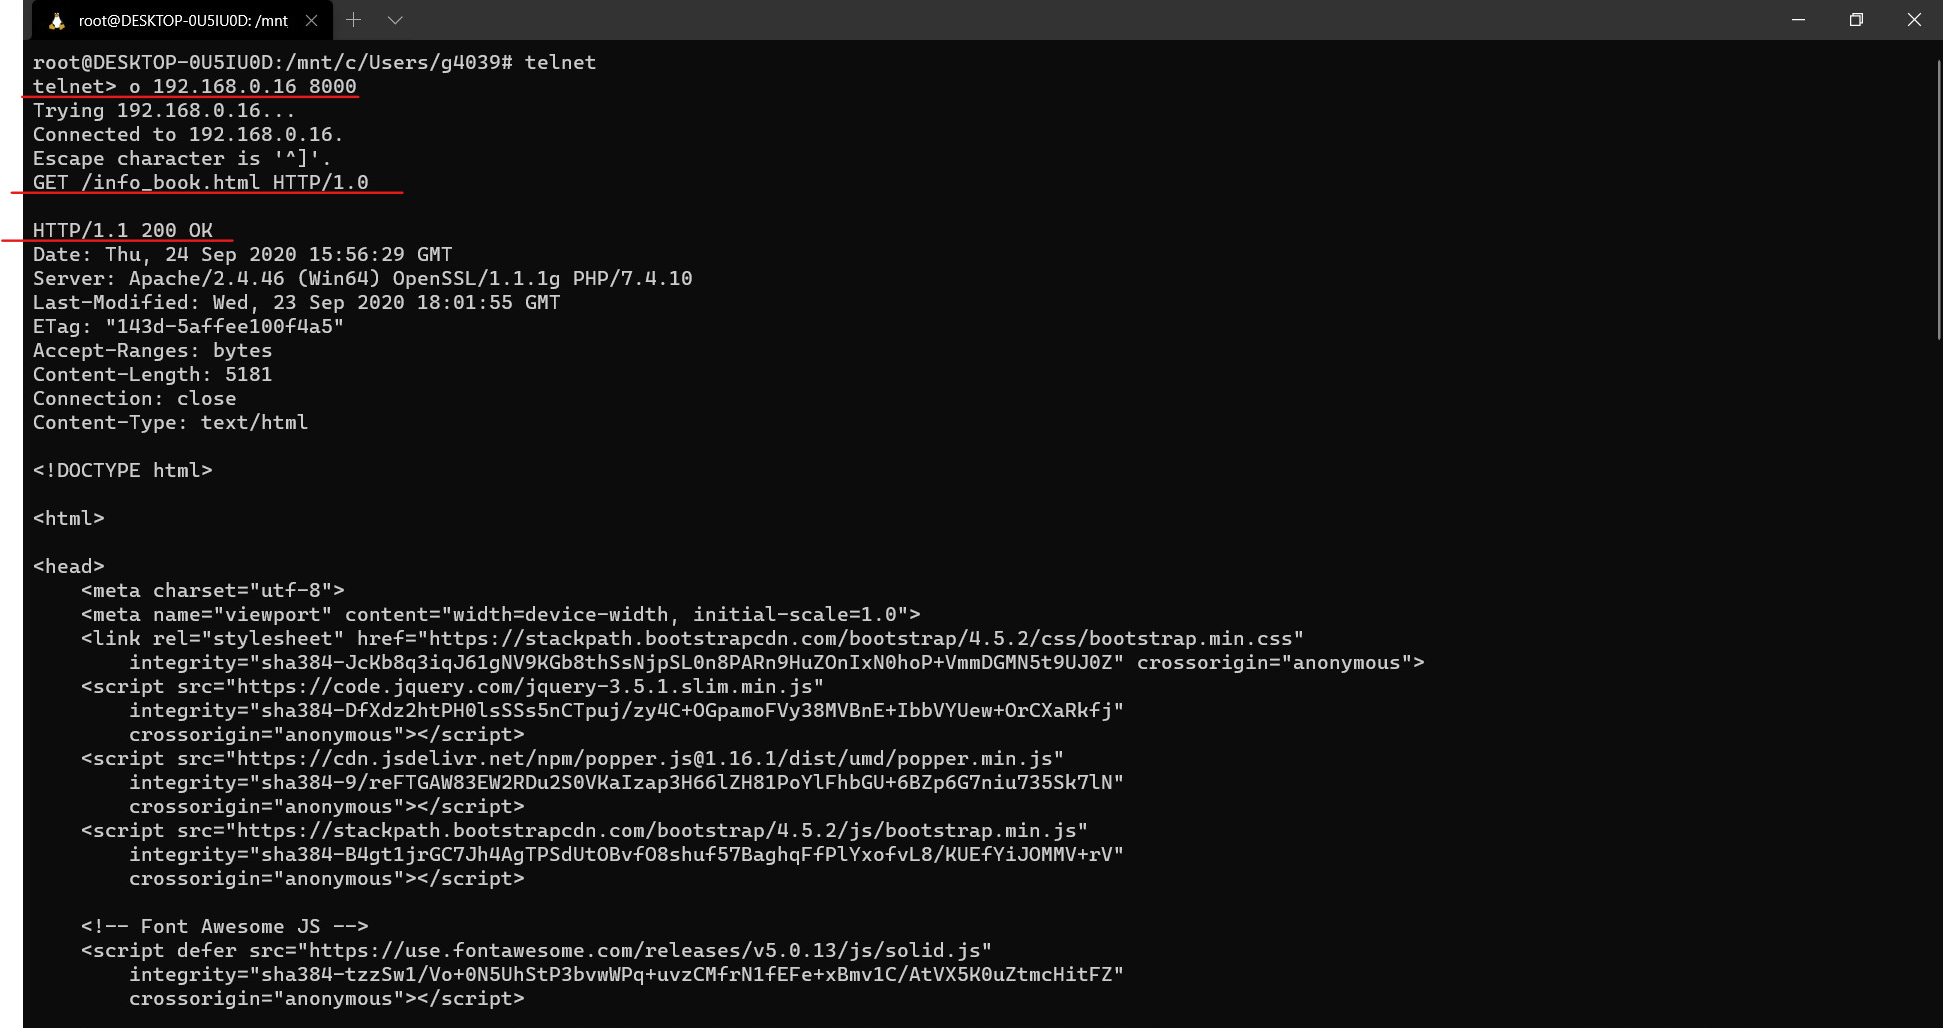 root@DESKTOP-0U5IU0D: /mnt
root@DESKTOP-0U5IU0D:/mnt/c/Users/g4039# telnet
telnet> o 192.168.0.16 8000
Trying 192.168.0.16...
Connected to 192.168.0.16.
Escape character is '^]'.
GET /info_book.html HTTP/1.0
HTTP/1.1 200 OK
Date: Thu, 24 Sep 2020 15:56:29 GMT
Server: Apache/2.4.46 (Win64) OpenSSL/1.1.1g PHP/7.4.10
Last-Modified: Wed, 23 Sep 2020 18:01:55 GMT
ETag: "143d-5affee100f4a5"
Accept-Ranges: bytes
Content-Length: 5181
Connection: close
Content-Type: text/html
<!DOCTYPE html>
<html>
<head>
    <meta charset="utf-8">
    <meta name="viewport" content="width=device-width, initial-scale=1.0">
    <link rel="stylesheet" href="https://stackpath.bootstrapcdn.com/bootstrap/4.5.2/css/bootstrap.min.css"
        integrity="sha384-JcKb8q3iqJ61gNV9KGb8thSsNjpSL0n8PARn9HuZOnIxN0hoP+VmmDGMN5t9UJ0Z" crossorigin="anonymous">
    <script src="https://code.jquery.com/jquery-3.5.1.slim.min.js"
        integrity="sha384-DfXdz2htPH0lsSSs5nCTpuj/zy4C+OGpamoFVy38MVBnE+IbbVYUew+OrCXaRkfj"
        crossorigin="anonymous"></script>
    <script src="https://cdn.jsdelivr.net/npm/popper.js@1.16.1/dist/umd/popper.min.js"
        integrity="sha384-9/reFTGAW83EW2RDu2S0VKaIzap3H66lZH81PoYlFhbGU+6BZp6G7niu735Sk7lN"
        crossorigin="anonymous"></script>
    <script src="https://stackpath.bootstrapcdn.com/bootstrap/4.5.2/js/bootstrap.min.js"
        integrity="sha384-B4gt1jrGC7Jh4AgTPSdUtOBvfO8shuf57BaghqFfPlYxofvL8/KUEfYiJOMMV+rV"
        crossorigin="anonymous"></script>
    <!-- Font Awesome JS -->
    <script defer src="https://use.fontawesome.com/releases/v5.0.13/js/solid.js"
        integrity="sha384-tzzSw1/Vo+0N5UhStP3bvwWPq+uvzCMfrN1fEFe+xBmv1C/AtVX5K0uZtmcHitFZ"
        crossorigin="anonymous"></script>